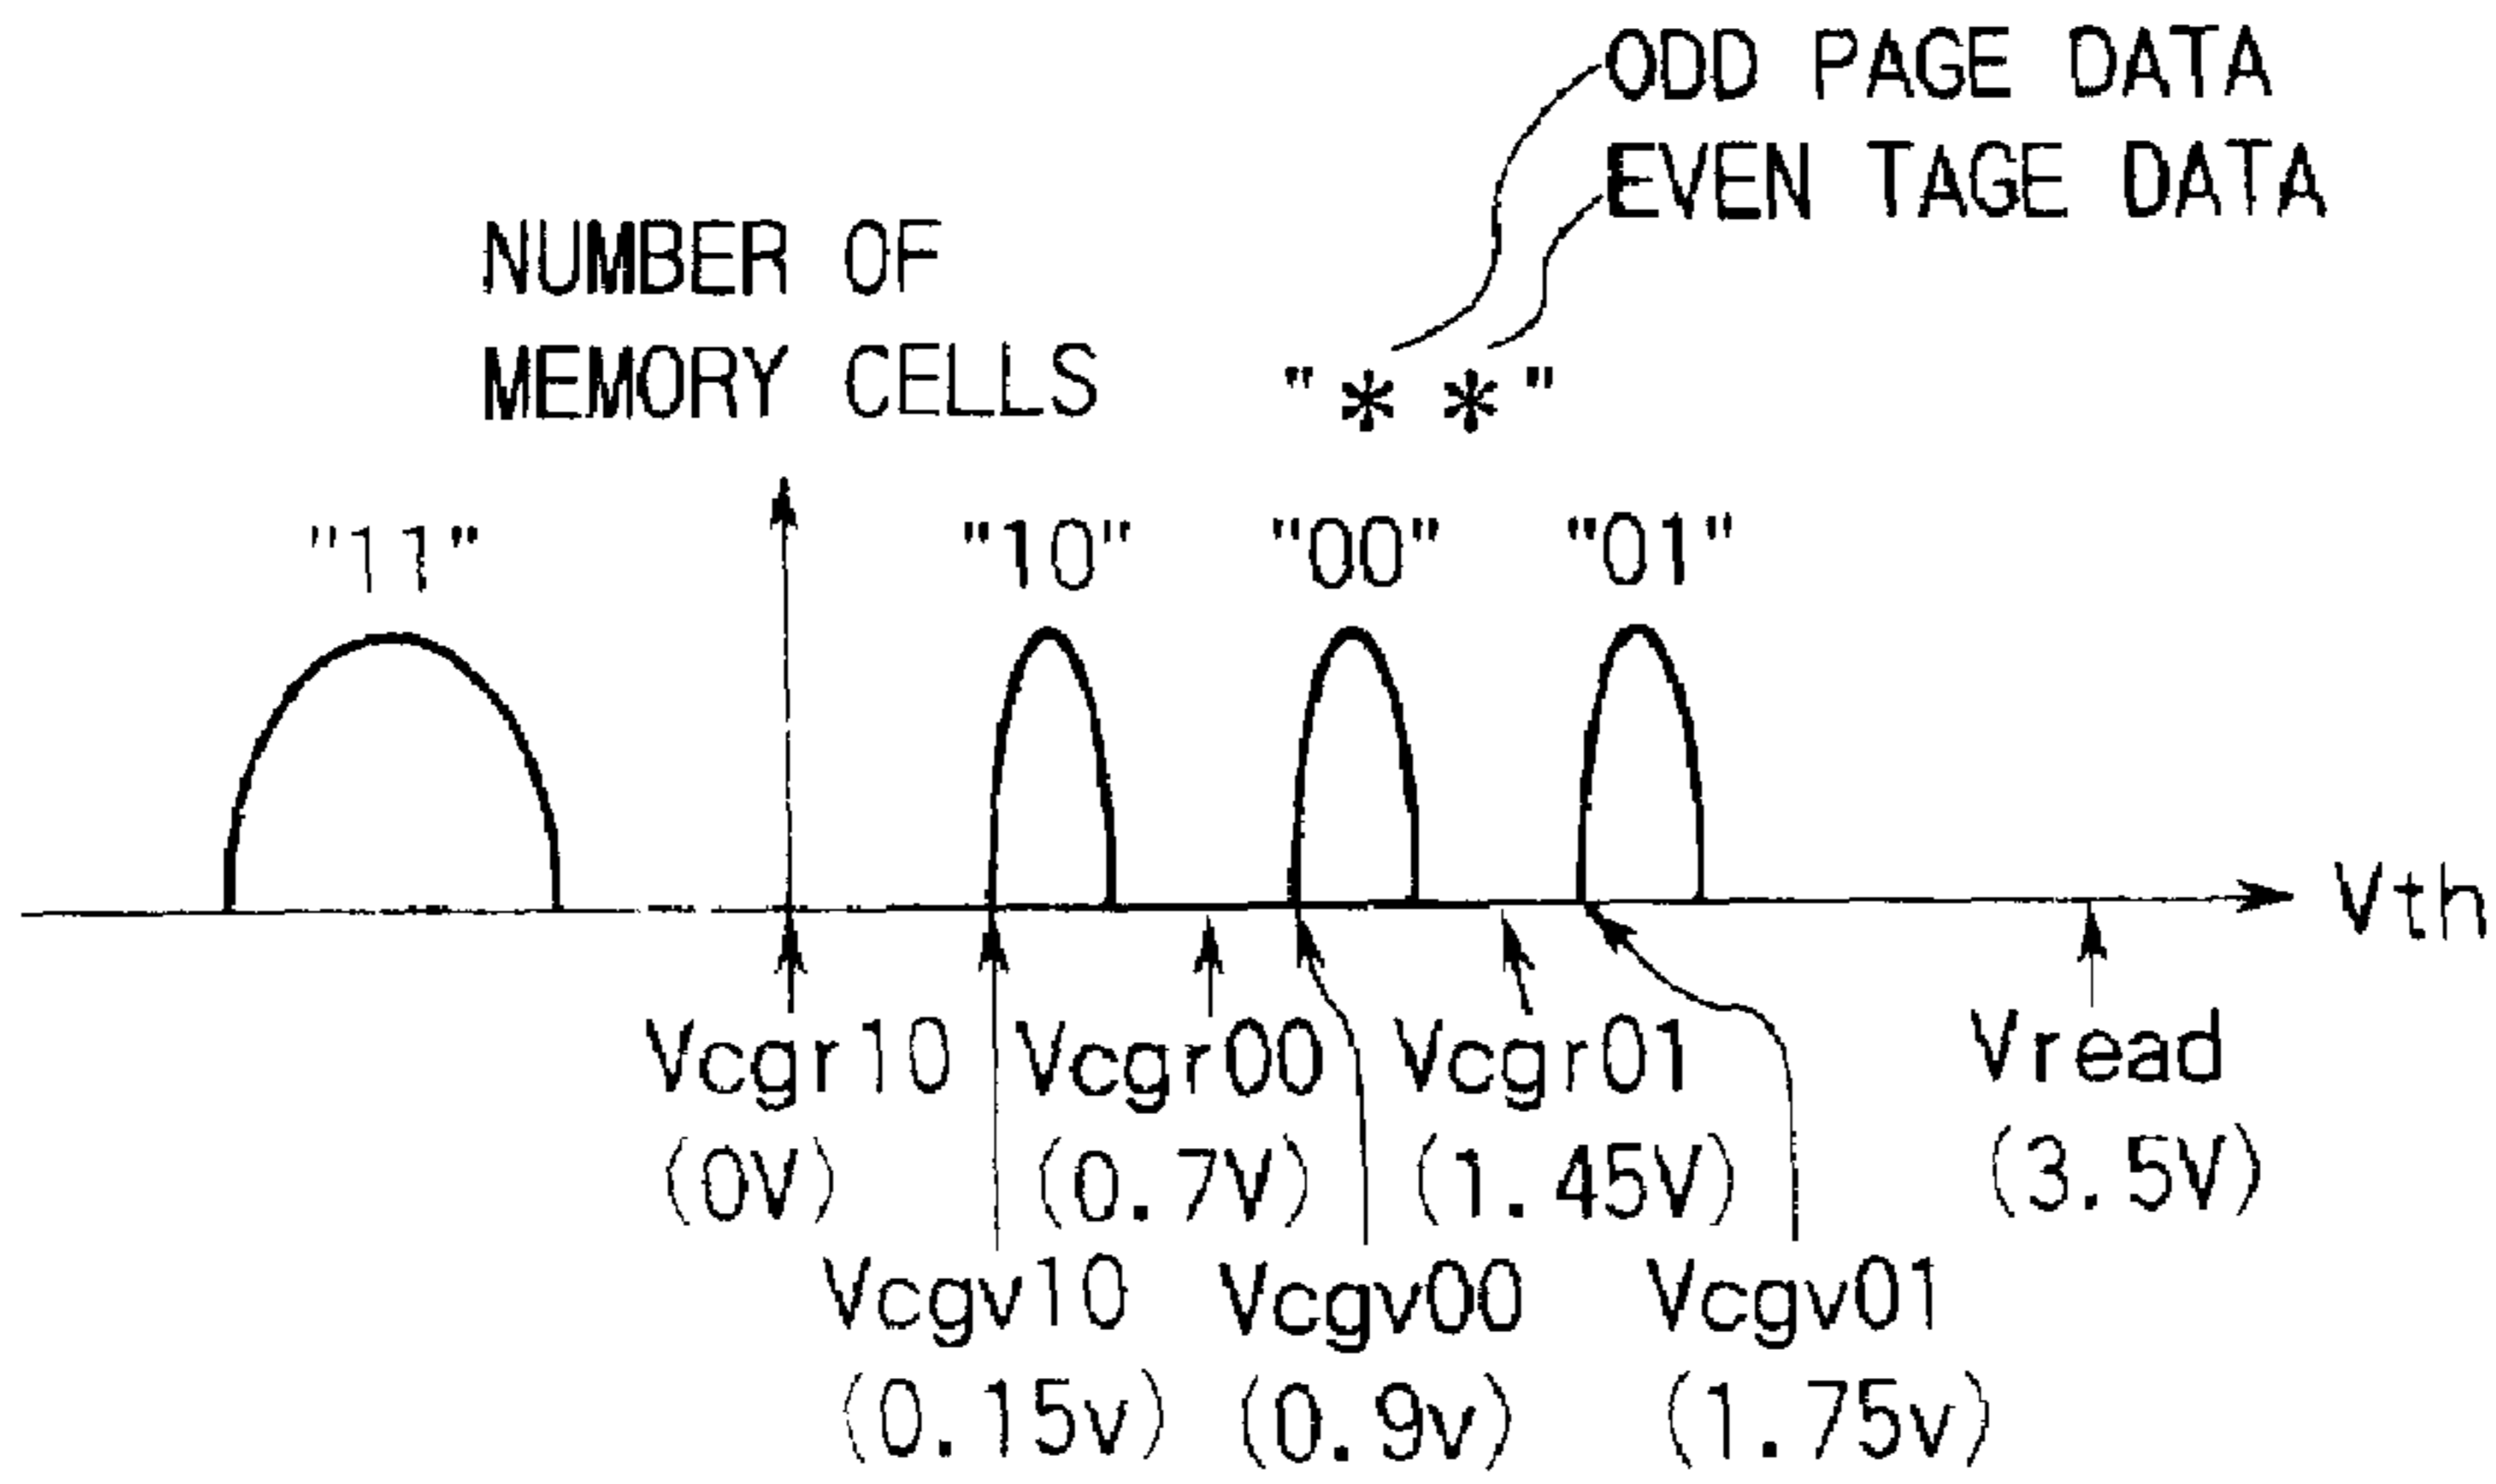 ODD PAGE DATA
EVEN TAGE DATA
NUMBER OF
MEMORY CELLS
"* *"
"11" "10" "00" "01"
Vth
Vcgr10 Vcgr00 Vcgr01 Vread
(0V) (0.7V) (1.45V) (3.5V)
Vcgv10 Vcgv00 Vcgv01
(0.15v) (0.9v) (1.75v)